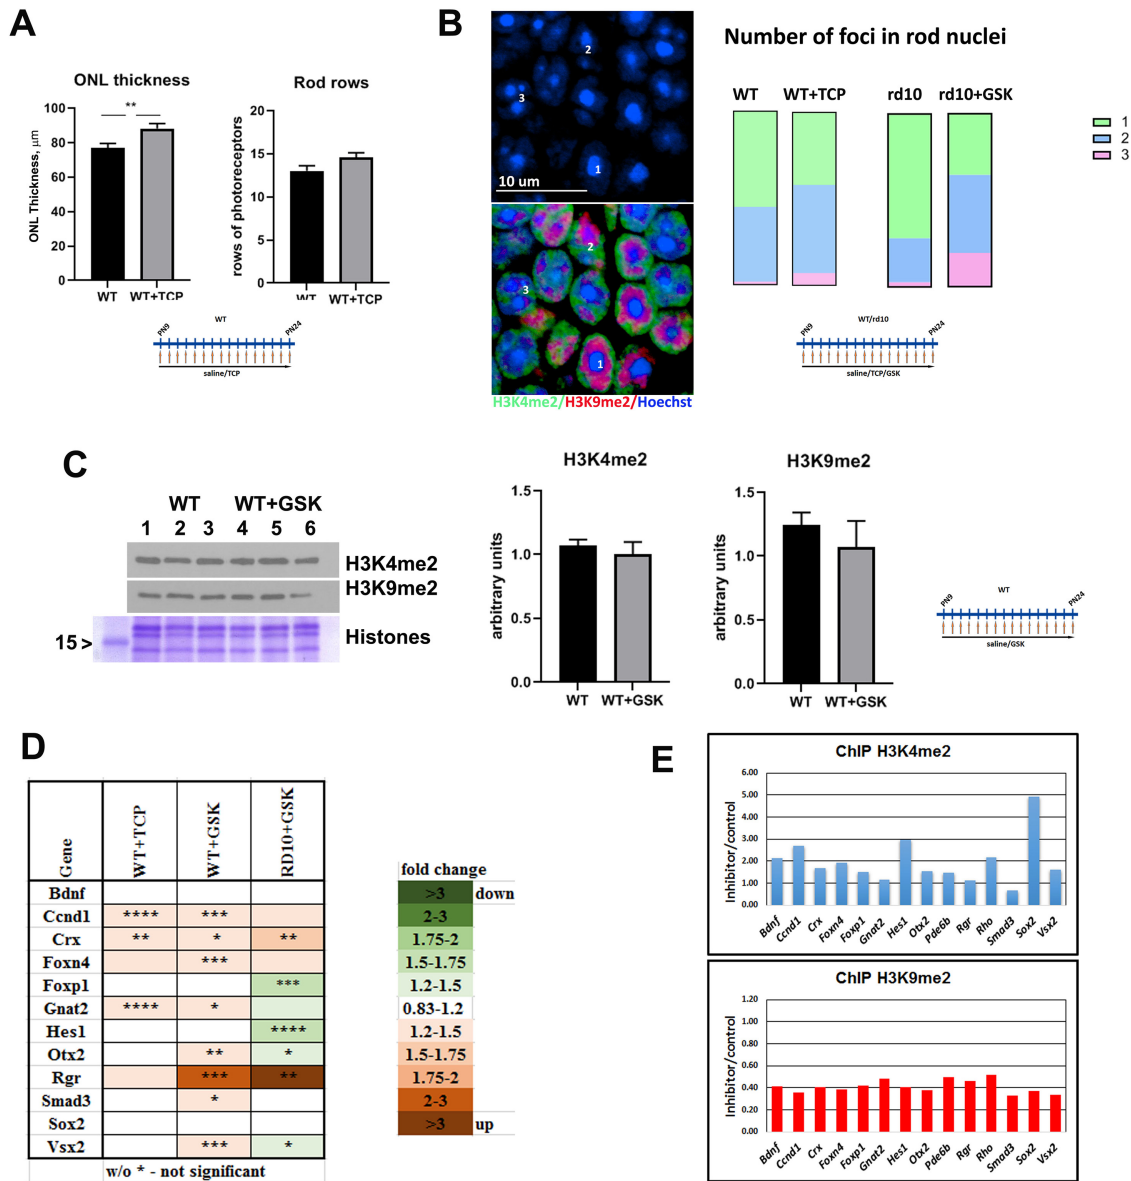 A
ONL thickness
**
ONL Thickness, μm
100
80
60
40
20
0
WT
WT+TCP
Rod rows
rows of photoreceptors
20
15
10
5
0
WT
WT+TCP
WT
PN9
PN24
saline/TCP
B
2
3
1
10 um
2
3
1
H3K4me2/H3K9me2/Hoechst
Number of foci in rod nuclei
WT WT+TCP rd10 rd10+GSK
1
2
3
WT/rd10
PN9
PN24
saline/TCP/GSK
C
WT WT+GSK
1 2 3 4 5 6
H3K4me2
H3K9me2
15 >
Histones
H3K4me2
arbitrary units
1.5
1.0
0.5
0.0
WT WT+GSK
H3K9me2
arbitrary units
1.5
1.0
0.5
0.0
WT WT+GSK
WT
PN9
PN24
saline/GSK
D
Gene WT+TCP WT+GSK RD10+GSK
Bdnf
Ccnd1 **** ***
Crx ** * **
Foxn4 ***
Foxp1 ***
Gnat2 **** *
Hes1 ****
Otx2 ** *
Rgr *** **
Smad3 *
Sox2
Vsx2 *** *
w/o * - not significant
fold change
>3 down
2-3
1.75-2
1.5-1.75
1.2-1.5
0.83-1.2
1.2-1.5
1.5-1.75
1.75-2
2-3
>3 up
E
ChIP H3K4me2
Inhibitor/control
6.00
5.00
4.00
3.00
2.00
1.00
0.00
Bdnf Ccnd1 Crx Foxn4 Foxp1 Gnat2 Hes1 Otx2 Pde6b Rgr Rho Smad3 Sox2 Vsx2
ChIP H3K9me2
Inhibitor/control
1.20
1.00
0.80
0.60
0.40
0.20
0.00
Bdnf Ccnd1 Crx Foxn4 Foxp1 Gnat2 Hes1 Otx2 Pde6b Rgr Rho Smad3 Sox2 Vsx2